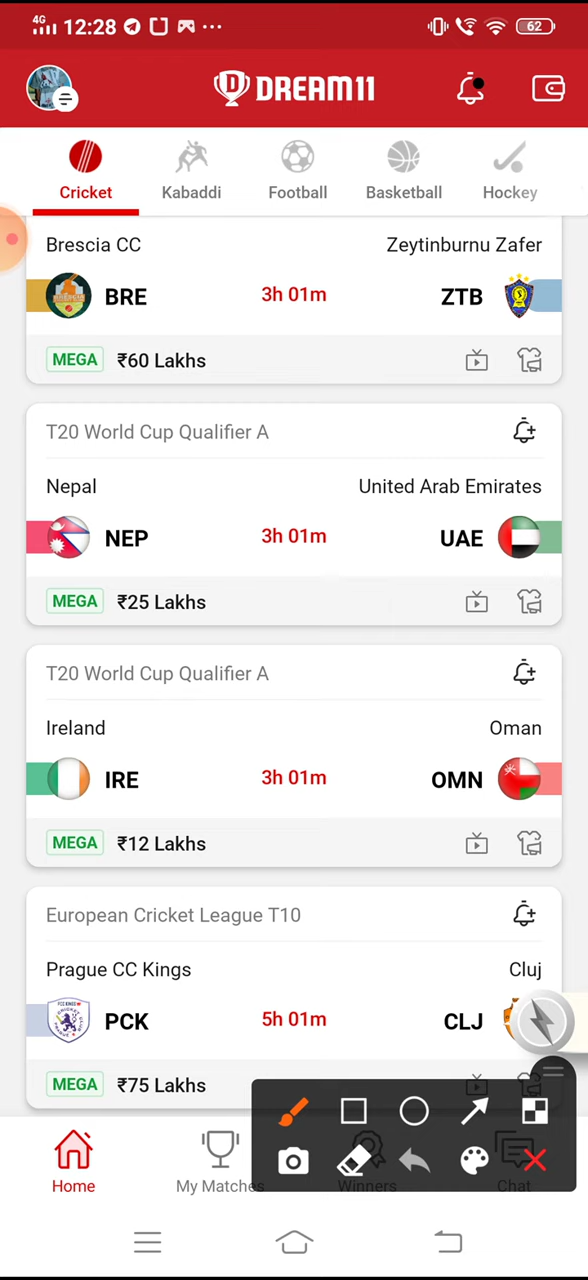 4G 12:28 62
DREAM11
Cricket Kabaddi Football Basketball Hockey
Brescia CC Zeytinburnu Zafer
BRE 3h 01m ZTB
MEGA ₹60 Lakhs
T20 World Cup Qualifier A
Nepal United Arab Emirates
NEP 3h 01m UAE
MEGA ₹25 Lakhs
T20 World Cup Qualifier A
Ireland Oman
IRE 3h 01m OMN
MEGA ₹12 Lakhs
European Cricket League T10
Prague CC Kings Cluj
PCK 5h 01m CLJ
MEGA ₹75 Lakhs
Home My Matches Winners Chat